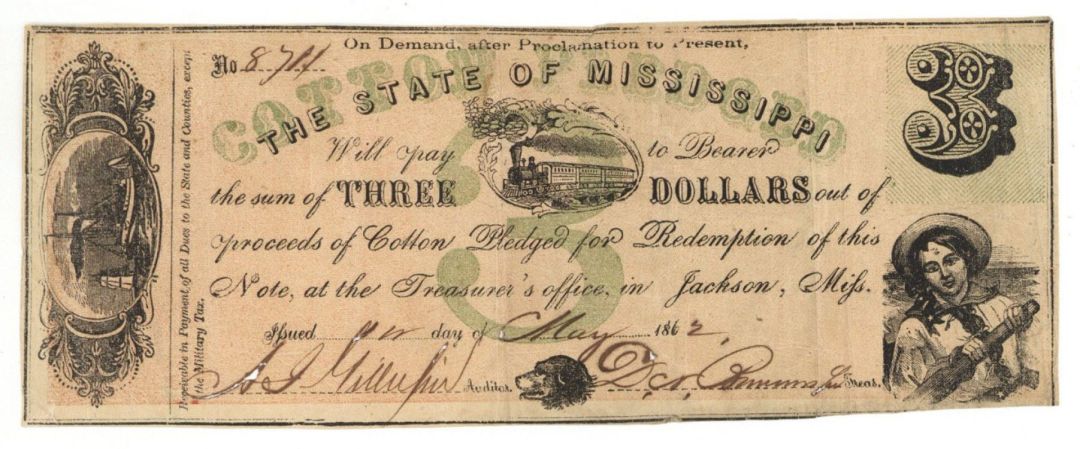 On Demand, after Proclamation to Present,
No 8711
COTTON PLEDGED
THE STATE OF MISSISSIPPI
3
Will pay to Bearer
the sum of THREE DOLLARS out of
proceeds of Cotton Pledged for Redemption of this
Note, at the Treasurer's office, in Jackson, Miss.
Issued day of May 1862.
Gillespie Auditor. Treas.
3
Receivable in Payment of all Dues to the State and Counties, except
the Military Tax.